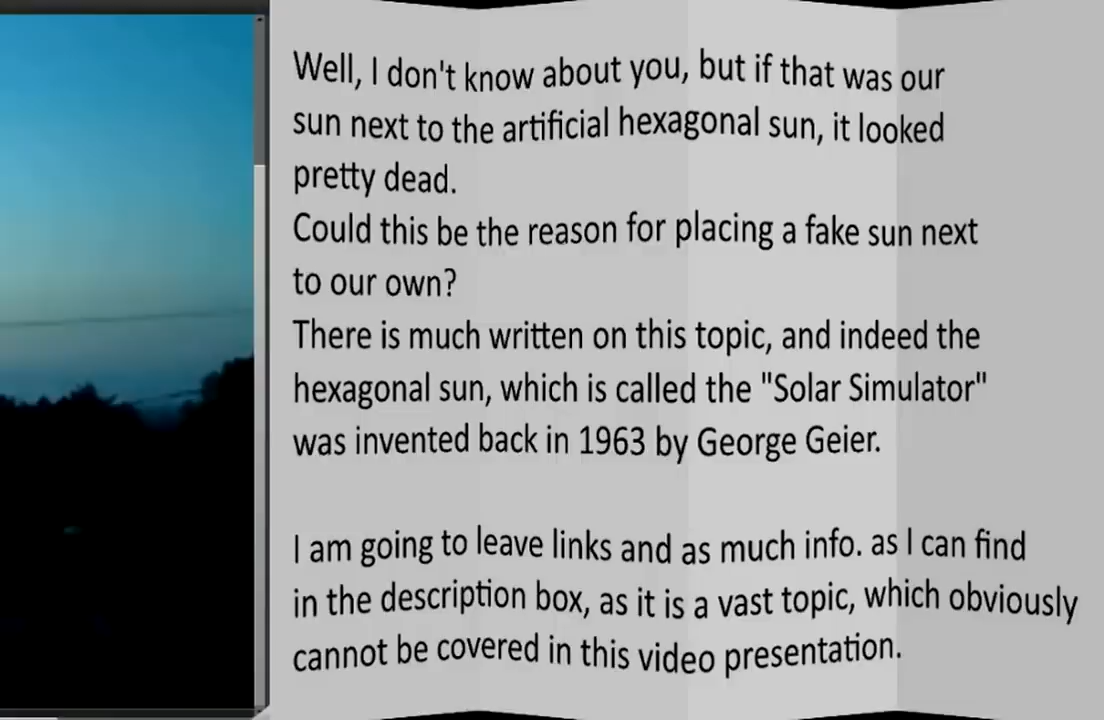 Well, I don't know about you, but if that was our
sun next to the artificial hexagonal sun, it looked
pretty dead.
Could this be the reason for placing a fake sun next
to our own?
There is much written on this topic, and indeed the
hexagonal sun, which is called the "Solar Simulator"
was invented back in 1963 by George Geier.
I am going to leave links and as much info. as I can find
in the description box, as it is a vast topic, which obviously
cannot be covered in this video presentation.